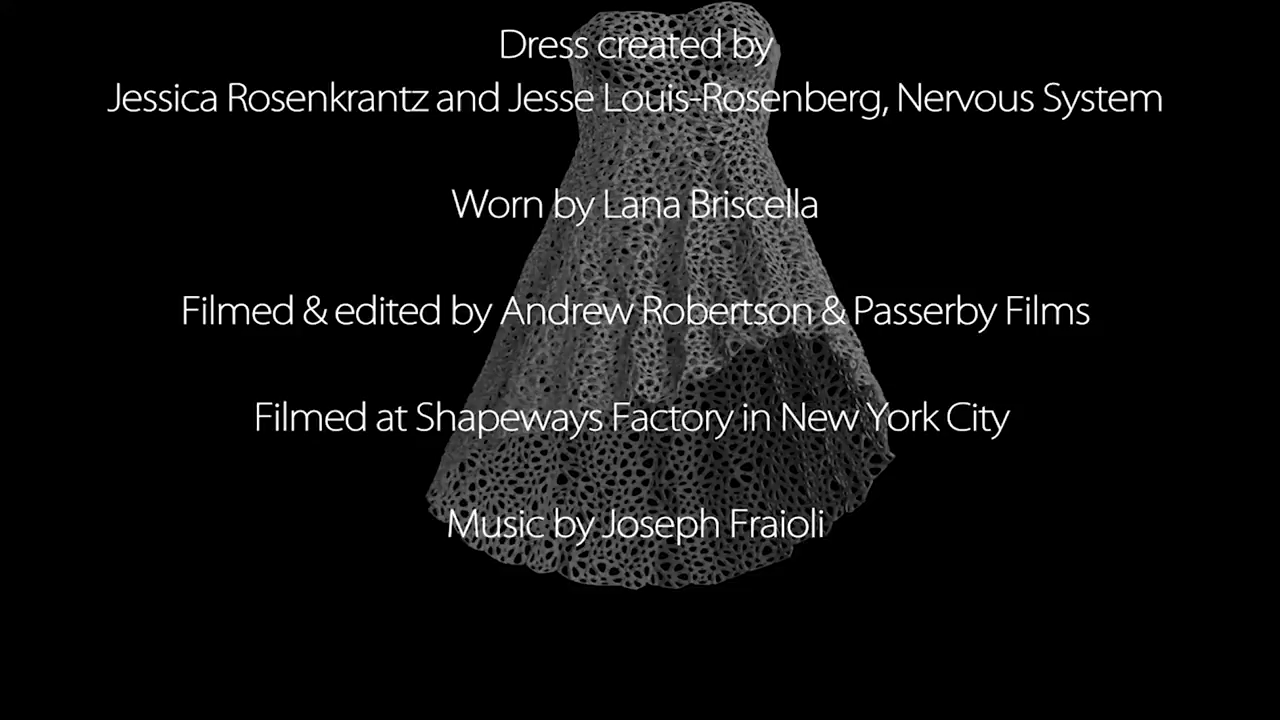 Dress created by
Jessica Rosenkrantz and Jesse Louis-Rosenberg, Nervous System
Worn by Lana Briscella
Filmed & edited by Andrew Robertson & Passerby Films
Filmed at Shapeways Factory in New York City
Music by Joseph Fraioli